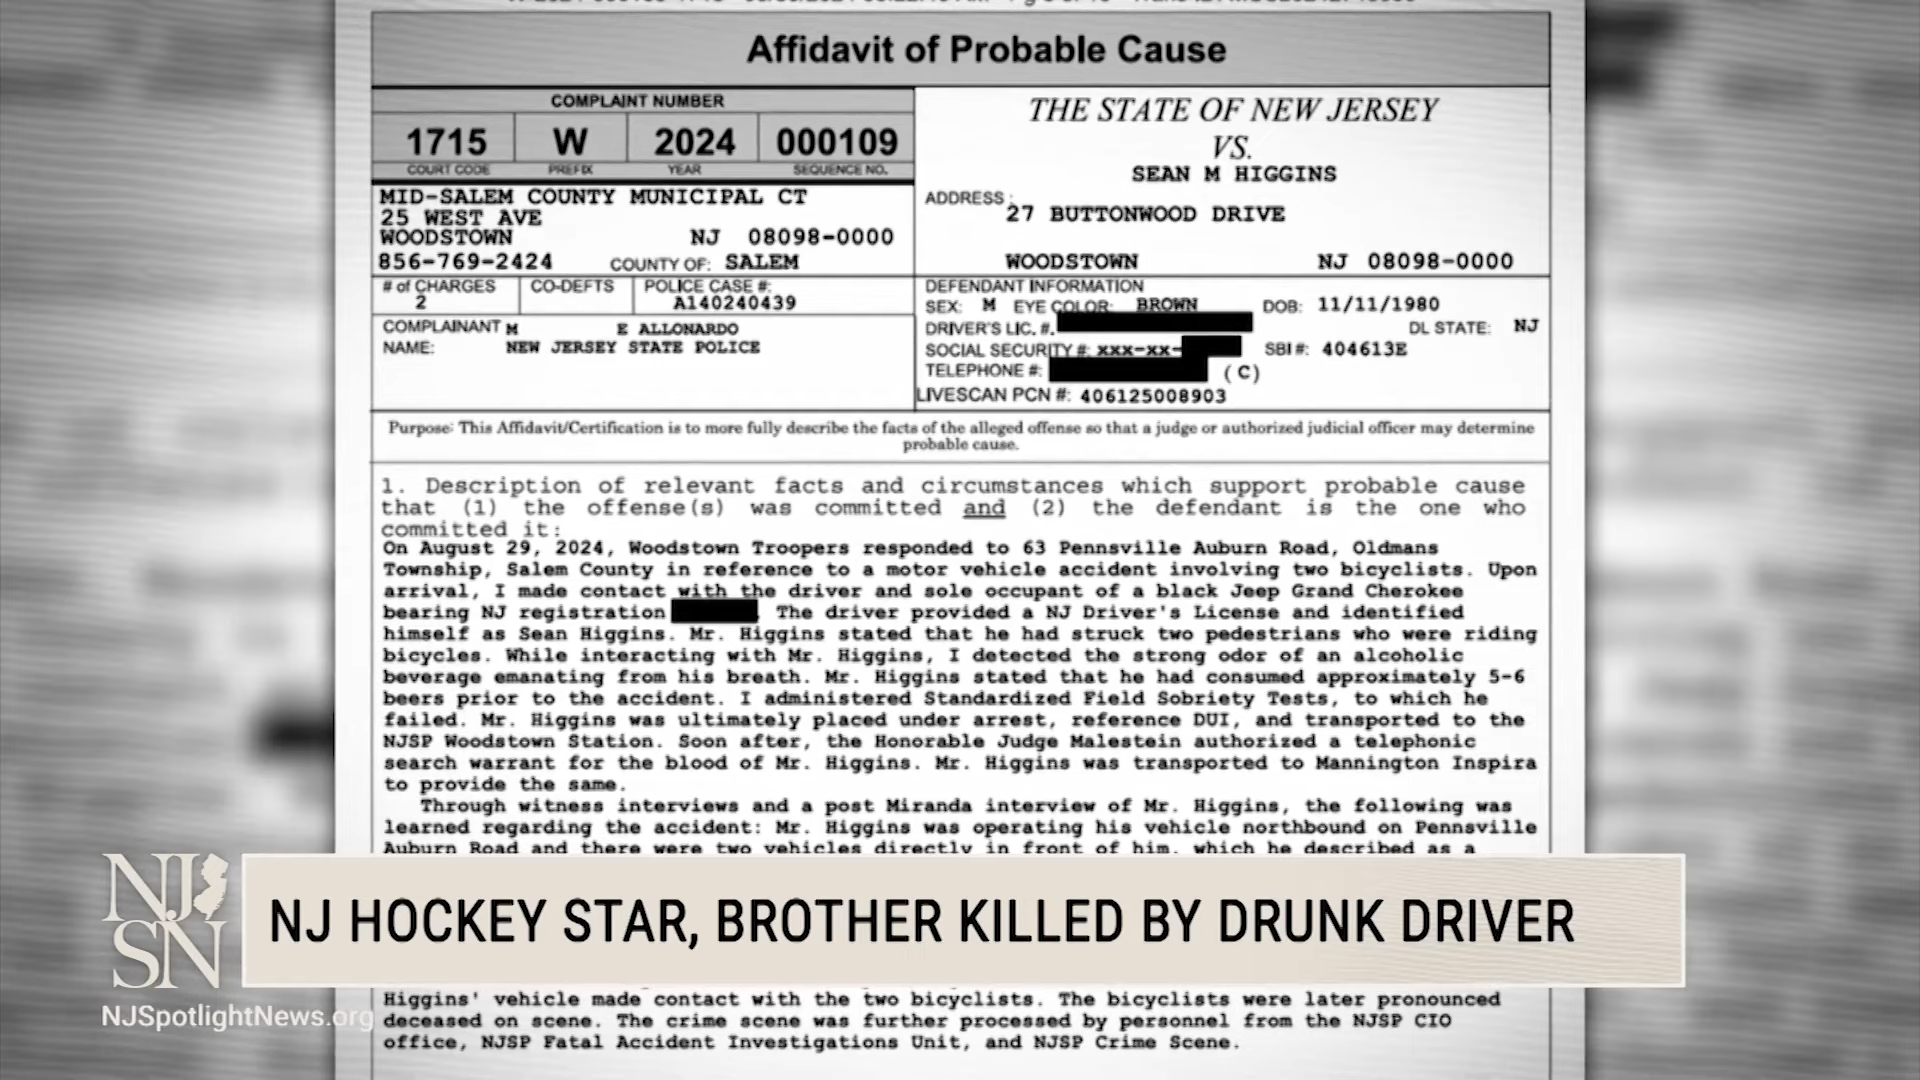 Affidavit of Probable Cause
COMPLAINT NUMBER
1715 W 2024 000109
COURT CODE PREFIX YEAR SEQUENCE NO.
MID-SALEM COUNTY MUNICIPAL CT
25 WEST AVE
WOODSTOWN NJ 08098-0000
856-769-2424 COUNTY OF: SALEM
# of CHARGES CO-DEFTS POLICE CASE #:
2 A140240439
COMPLAINANT M E ALLONARDO
NAME: NEW JERSEY STATE POLICE
THE STATE OF NEW JERSEY
VS.
SEAN M HIGGINS
ADDRESS:
27 BUTTONWOOD DRIVE
WOODSTOWN NJ 08098-0000
DEFENDANT INFORMATION
SEX: M EYE COLOR: BROWN DOB: 11/11/1980
DRIVER'S LIC. #. DL STATE: NJ
SOCIAL SECURITY #: xxx-xx- SBI #: 404613E
TELEPHONE #: (C)
LIVESCAN PCN #: 406125008903
Purpose: This Affidavit/Certification is to more fully describe the facts of the alleged offense so that a judge or authorized judicial officer may determine
probable cause.
1. Description of relevant facts and circumstances which support probable cause
that (1) the offense(s) was committed and (2) the defendant is the one who
committed it:
On August 29, 2024, Woodstown Troopers responded to 63 Pennsville Auburn Road, Oldmans
Township, Salem County in reference to a motor vehicle accident involving two bicyclists. Upon
arrival, I made contact with the driver and sole occupant of a black Jeep Grand Cherokee
bearing NJ registration . The driver provided a NJ Driver's License and identified
himself as Sean Higgins. Mr. Higgins stated that he had struck two pedestrians who were riding
bicycles. While interacting with Mr. Higgins, I detected the strong odor of an alcoholic
beverage emanating from his breath. Mr. Higgins stated that he had consumed approximately 5-6
beers prior to the accident. I administered Standardized Field Sobriety Tests, to which he
failed. Mr. Higgins was ultimately placed under arrest, reference DUI, and transported to the
NJSP Woodstown Station. Soon after, the Honorable Judge Malestein authorized a telephonic
search warrant for the blood of Mr. Higgins. Mr. Higgins was transported to Mannington Inspira
to provide the same.
Through witness interviews and a post Miranda interview of Mr. Higgins, the following was
learned regarding the accident: Mr. Higgins was operating his vehicle northbound on Pennsville
Auburn Road and there were two vehicles directly in front of him, which he described as a
NJ
SN
NJ HOCKEY STAR, BROTHER KILLED BY DRUNK DRIVER
NJSpotlightNews.org
Higgins' vehicle made contact with the two bicyclists. The bicyclists were later pronounced
deceased on scene. The crime scene was further processed by personnel from the NJSP CIO
office, NJSP Fatal Accident Investigations Unit, and NJSP Crime Scene.